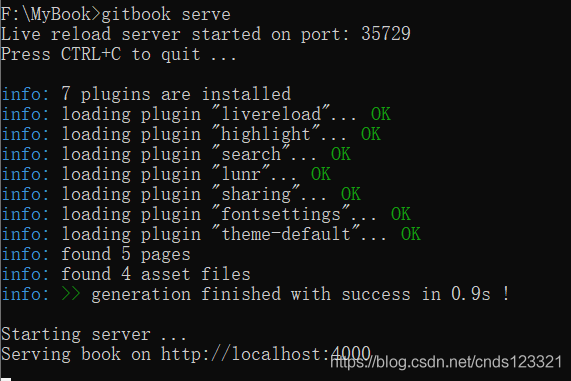 F:\MyBook>gitbook serve
Live reload server started on port: 35729
Press CTRL+C to quit ...
info: 7 plugins are installed
info: loading plugin "livereload"... OK
info: loading plugin "highlight"... OK
info: loading plugin "search"... OK
info: loading plugin "lunr"... OK
info: loading plugin "sharing"... OK
info: loading plugin "fontsettings"... OK
info: loading plugin "theme-default"... OK
info: found 5 pages
info: found 4 asset files
info: >> generation finished with success in 0.9s !
Starting server ...
Serving book on http://localhost:4000
https://blog.csdn.net/cnds123321